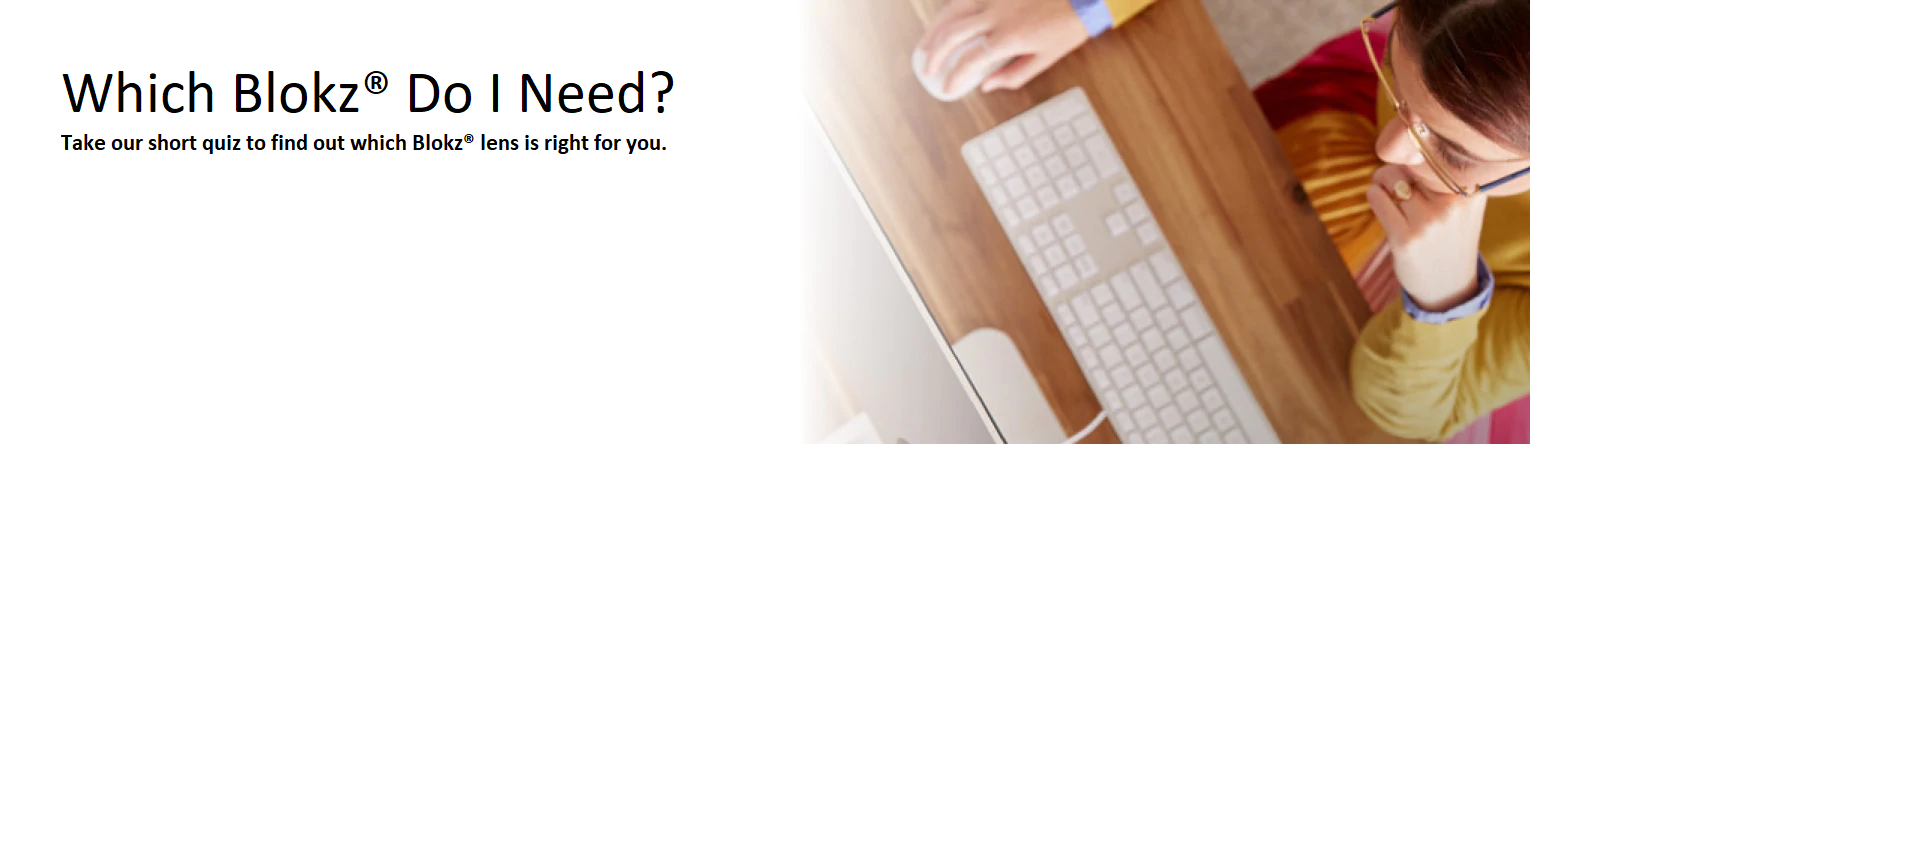 Which Blokz® Do I Need?
Take our short quiz to find out which Blokz® lens is right for you.